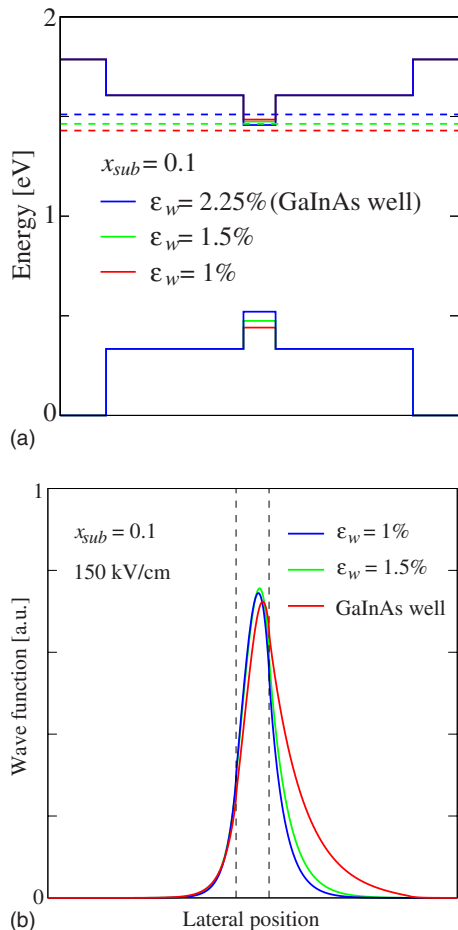 2
1
0
Energy [eV]
x_sub = 0.1
ε_w = 2.25% (GaInAs well)
ε_w = 1.5%
ε_w = 1%
(a)
1
0
Wave function [a.u.]
x_sub = 0.1
150 kV/cm
ε_w = 1%
ε_w = 1.5%
GaInAs well
(b)
Lateral position